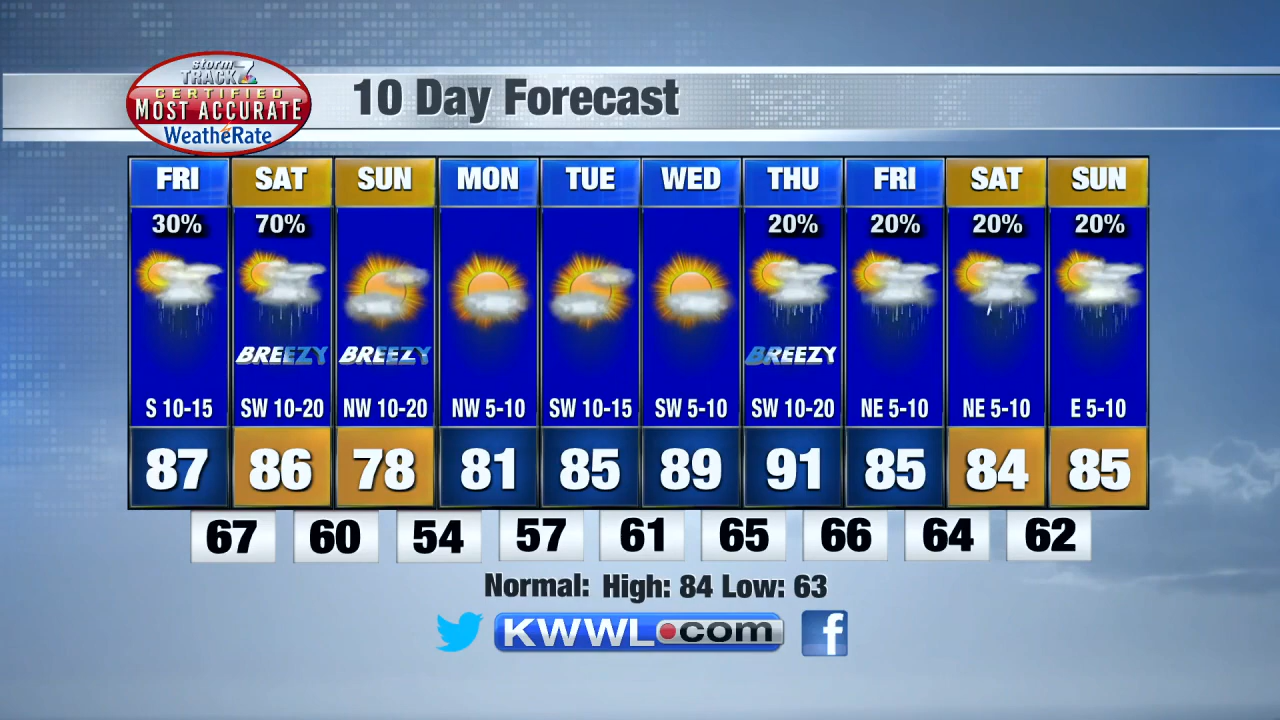 storm
TRACK 7
CERTIFIED
MOST ACCURATE®
WeatheRate
10 Day Forecast
FRI SAT SUN MON TUE WED THU FRI SAT SUN
30% 70% 20% 20% 20% 20%
BREEZY BREEZY BREEZY
S 10-15 SW 10-20 NW 10-20 NW 5-10 SW 10-15 SW 5-10 SW 10-20 NE 5-10 NE 5-10 E 5-10
87 86 78 81 85 89 91 85 84 85
67 60 54 57 61 65 66 64 62
Normal: High: 84 Low: 63
KWWL.com f